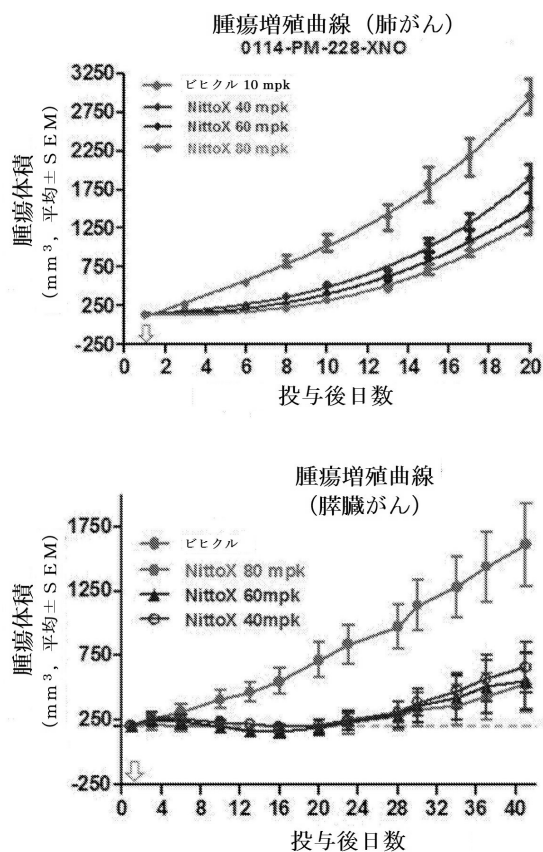 腫瘍増殖曲線（肺がん）
0114-PM-228-XNO
ビヒクル 10 mpk
NittoX 40 mpk
NittoX 60 mpk
NittoX 80 mpk
腫瘍体積
（mm³，平均±SEM）
3250
2750
2250
1750
1250
750
250
-250
0 2 4 6 8 10 12 14 16 18 20
投与後日数
腫瘍増殖曲線
（膵臓がん）
ビヒクル
NittoX 80 mpk
NittoX 60mpk
NittoX 40mpk
腫瘍体積
（mm³，平均±SEM）
1750
1250
750
250
-250
0 4 8 12 16 20 24 28 32 36 40
投与後日数